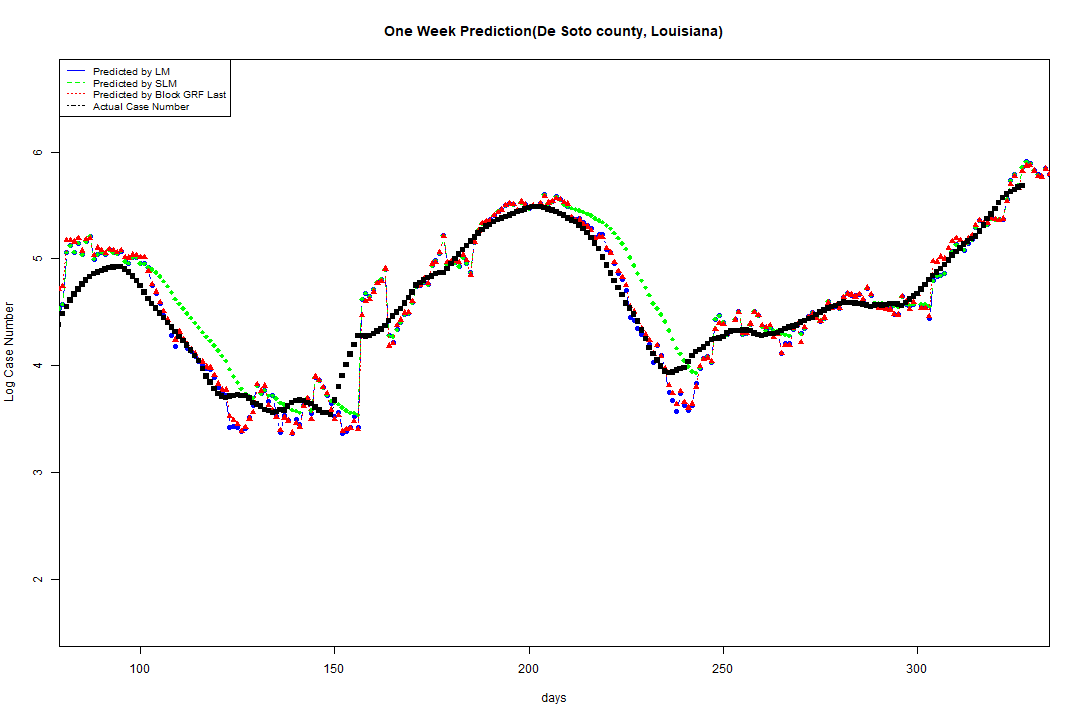 One Week Prediction(De Soto county, Louisiana)
Predicted by LM
Predicted by SLM
Predicted by Block GRF Last
Actual Case Number
6
5
4
3
2
Log Case Number
100 150 200 250 300
days